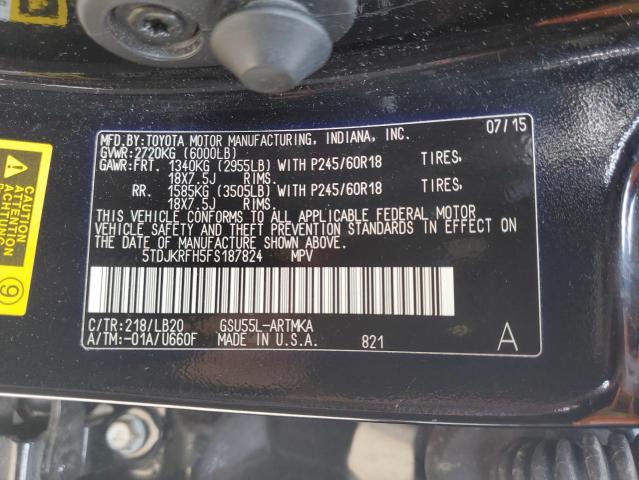 MFD.BY:TOYOTA MOTOR MANUFACTURING, INDIANA, INC. 07/15
GVWR:2720KG (6000LB)
GAWR:FRT. 1340KG (2955LB) WITH P245/60R18 TIRES,
18X7.5J RIMS.
RR. 1585KG (3505LB) WITH P245/60R18 TIRES,
18X7.5J RIMS.
THIS VEHICLE CONFORMS TO ALL APPLICABLE FEDERAL MOTOR
VEHICLE SAFETY AND THEFT PREVENTION STANDARDS IN EFFECT ON
THE DATE OF MANUFACTURE SHOWN ABOVE.
5TDJKRFH5FS187824 MPV
C/TR:218/LB20 GSU55L-ARTMKA
A/TM:-01A/U660F MADE IN U.S.A. 821 A
CAUTION
9